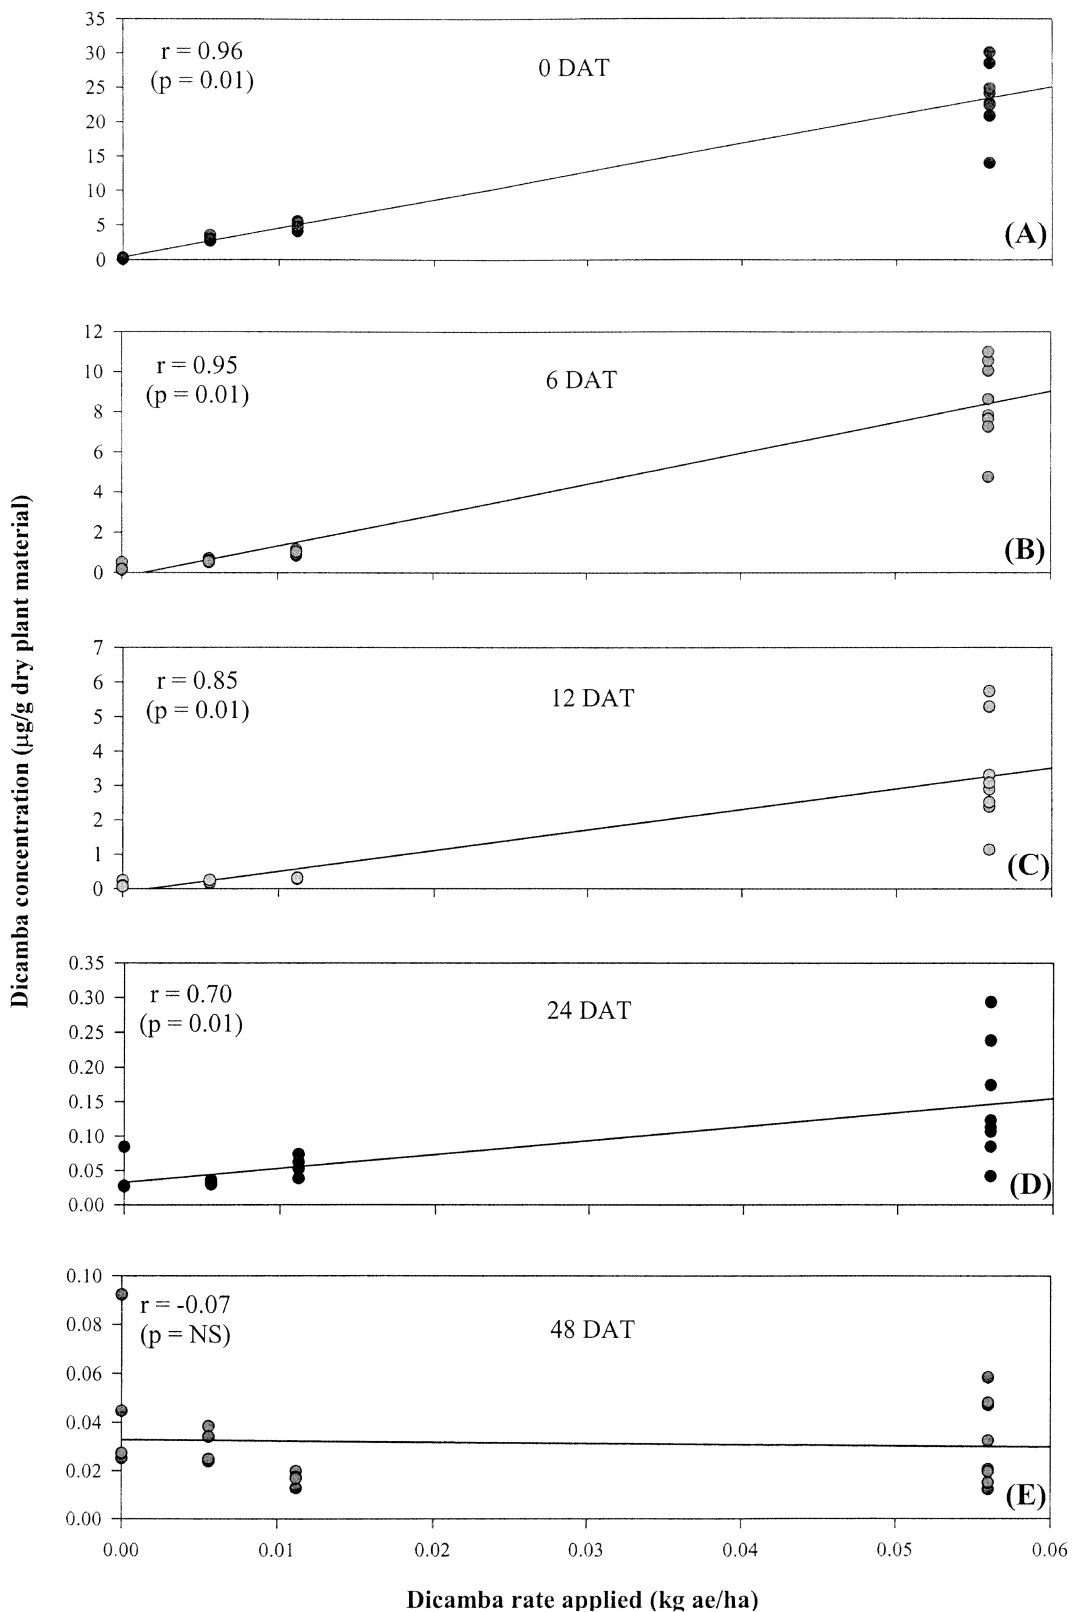 Dicamba concentration (µg/g dry plant material)
35
30
25
20
15
10
5
0
r = 0.96
(p = 0.01)
0 DAT
(A)
12
10
8
6
4
2
0
r = 0.95
(p = 0.01)
6 DAT
(B)
7
6
5
4
3
2
1
0
r = 0.85
(p = 0.01)
12 DAT
(C)
0.35
0.30
0.25
0.20
0.15
0.10
0.05
0.00
r = 0.70
(p = 0.01)
24 DAT
(D)
0.10
0.08
0.06
0.04
0.02
0.00
r = -0.07
(p = NS)
48 DAT
(E)
0.00 0.01 0.02 0.03 0.04 0.05 0.06
Dicamba rate applied (kg ae/ha)